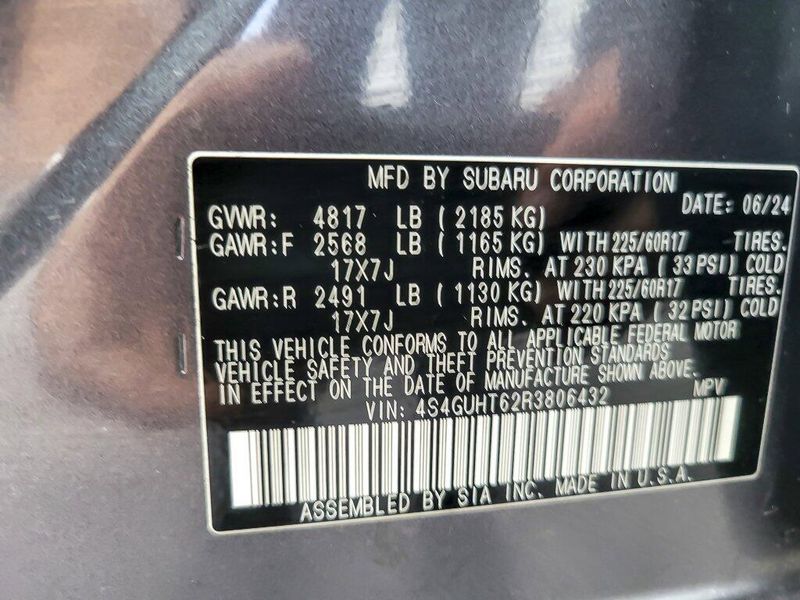 MFD BY SUBARU CORPORATION
DATE: 06/24
GVWR: 4817 LB ( 2185 KG)
GAWR:F 2568 LB ( 1165 KG) WITH 225/60R17 TIRES.
17X7J RIMS. AT 230 KPA ( 33 PSI) COLD
GAWR:R 2491 LB ( 1130 KG) WITH 225/60R17 TIRES.
17X7J RIMS. AT 220 KPA ( 32 PSI) COLD
THIS VEHICLE CONFORMS TO ALL APPLICABLE FEDERAL MOTOR
VEHICLE SAFETY AND THEFT PREVENTION STANDARDS
IN EFFECT ON THE DATE OF MANUFACTURE SHOWN ABOVE.
VIN: 4S4GUHT62R3806432 MPV
ASSEMBLED BY SIA INC. MADE IN U.S.A.